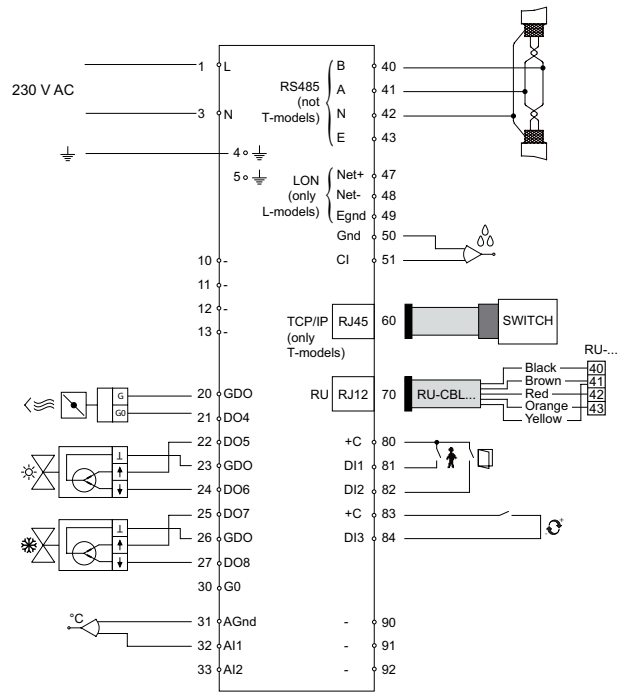 230 V AC
1 L
3 N
4
5
10 -
11 -
12 -
13 -
20 GDO
21 DO4
22 DO5
23 GDO
24 DO6
25 DO7
26 GDO
27 DO8
30 G0
31 AGnd
32 AI1
33 AI2
G
G0
°C
RS485
(not
T-models)
B 40
A 41
N 42
E 43
LON
(only
L-models)
Net+ 47
Net- 48
Egnd 49
Gnd 50
CI 51
TCP/IP
(only
T-models)
RJ45 60
SWITCH
RU RJ12 70
RU-CBL...
RU-...
Black 40
Brown 41
Red 42
Orange 43
Yellow
+C 80
DI1 81
DI2 82
+C 83
DI3 84
- 90
- 91
- 92